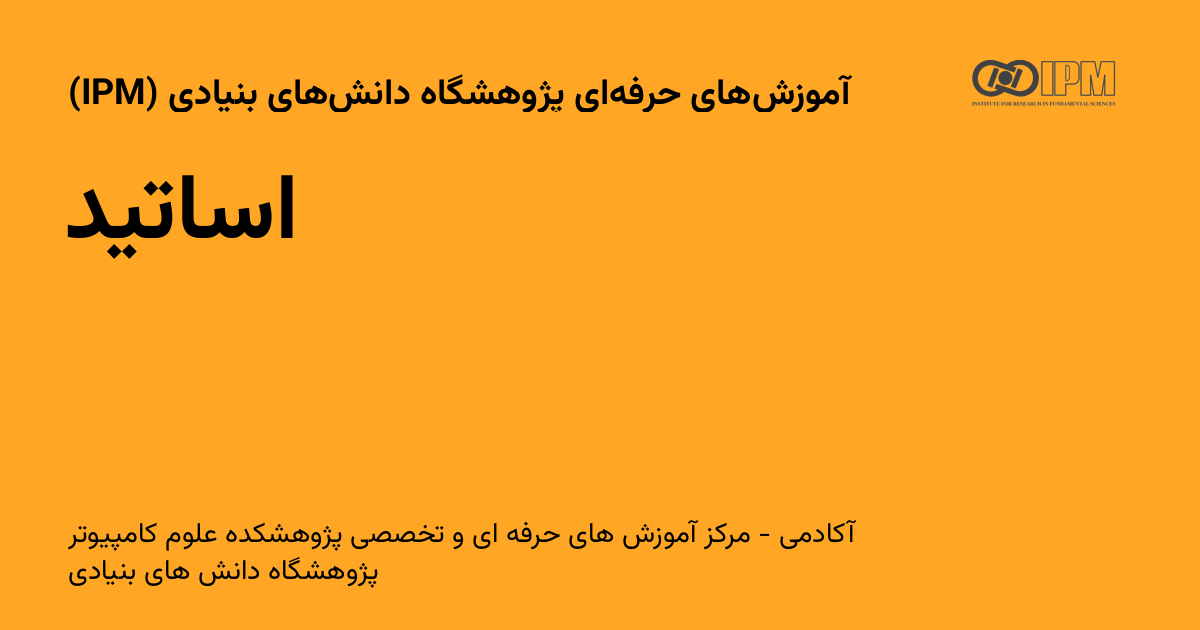 آموزش‌های حرفه‌ای پژوهشگاه دانش‌های بنیادی (IPM)
IPM
INSTITUTE FOR RESEARCH IN FUNDAMENTAL SCIENCES
اساتید
آکادمی - مرکز آموزش های حرفه ای و تخصصی پژوهشکده علوم کامپیوتر
پژوهشگاه دانش های بنیادی